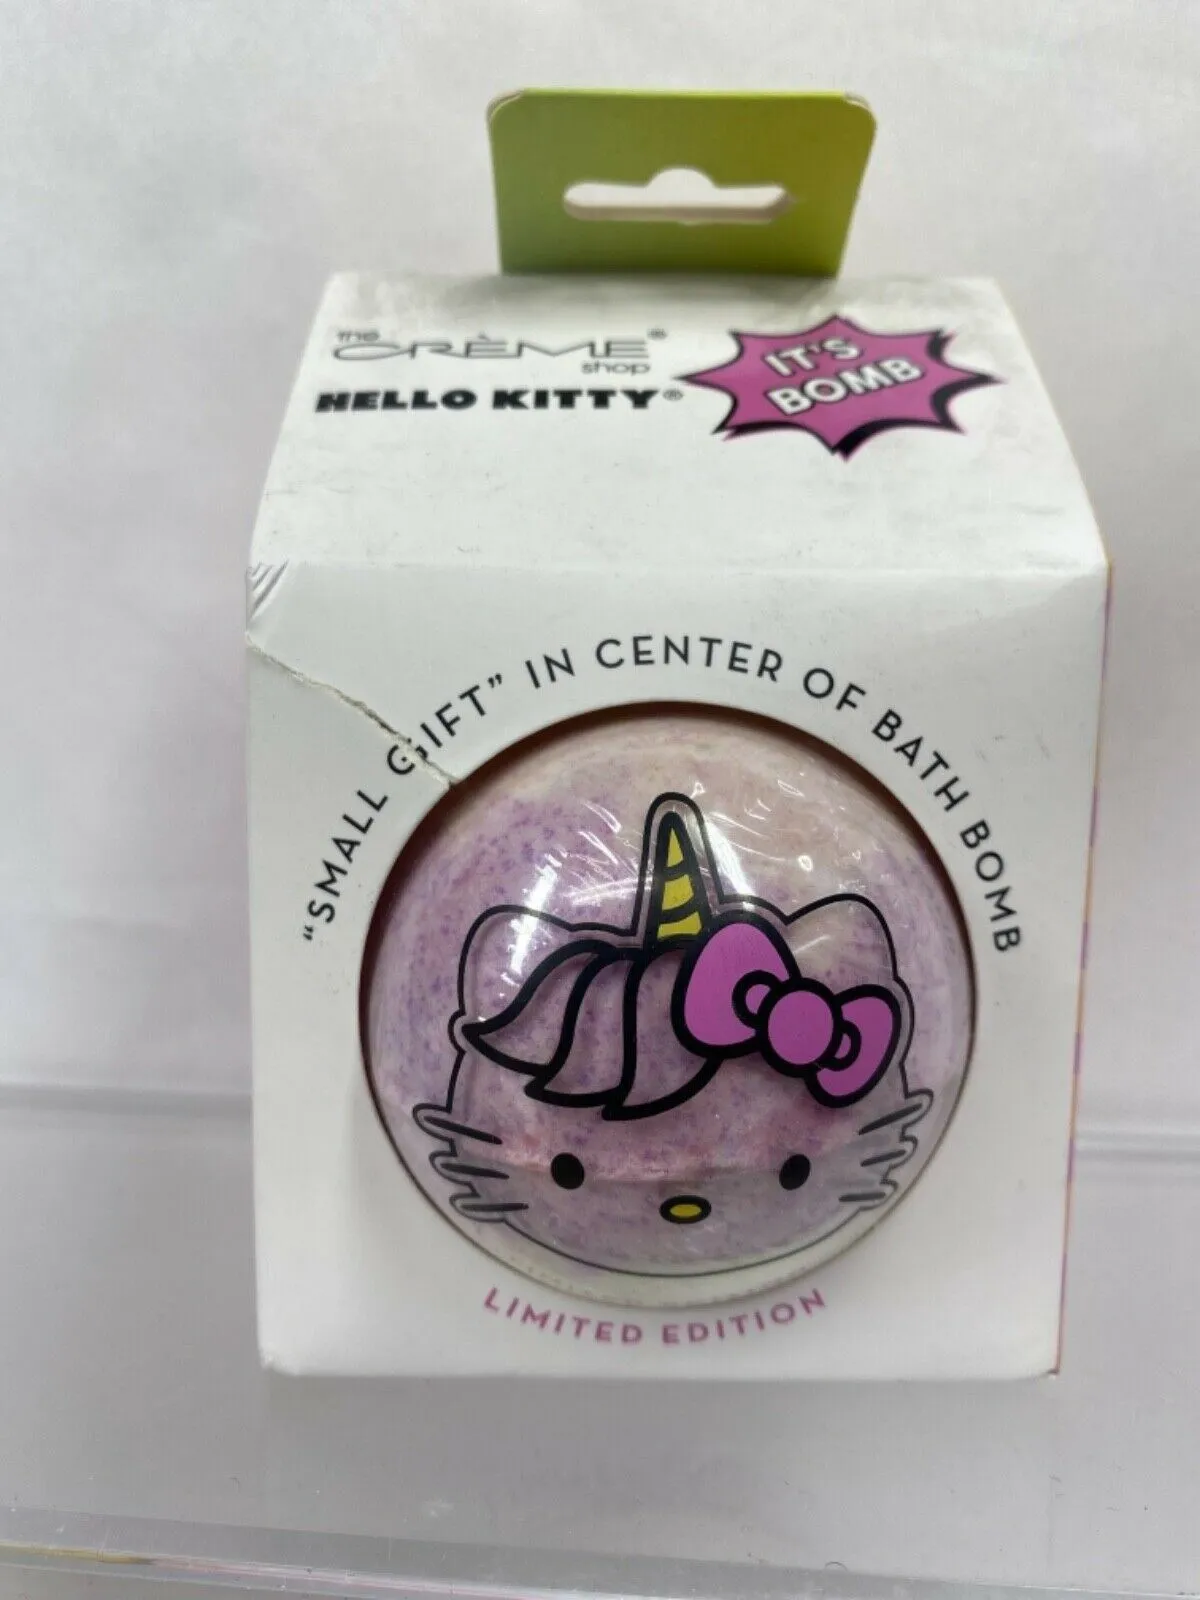 the CRÈME® shop
HELLO KITTY®
IT'S
BOMB
"SMALL GIFT" IN CENTER OF BATH BOMB
LIMITED EDITION